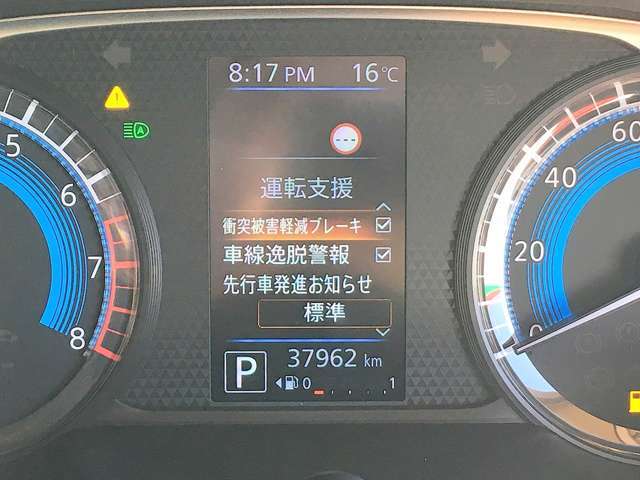 8:17 PM 16℃
---
運転支援
衝突被害軽減ブレーキ
車線逸脱警報
先行車発進お知らせ
標準
P 37962 km
0 1
5
6
7
8
60
40
20
0